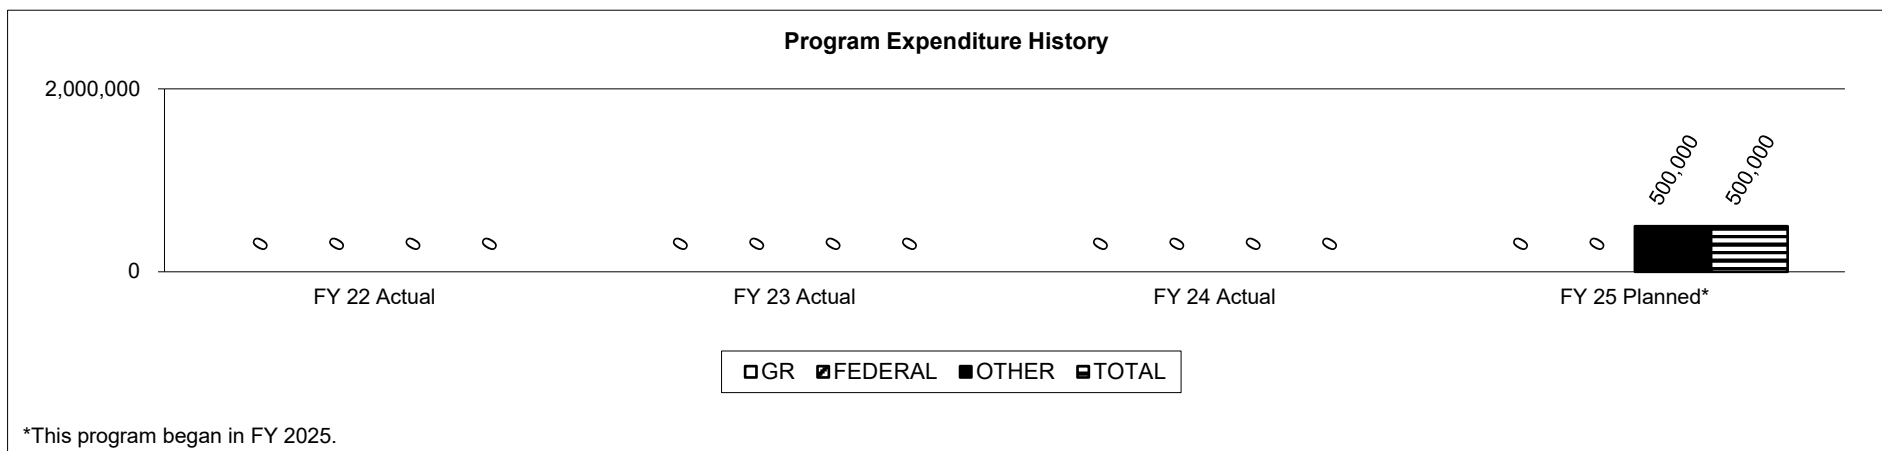 Program Expenditure History
2,000,000
0
0 0 0 0 0 0 0 0 0 0 0 0 0 0 500,000 500,000
FY 22 Actual FY 23 Actual FY 24 Actual FY 25 Planned*
GR FEDERAL OTHER TOTAL
*This program began in FY 2025.